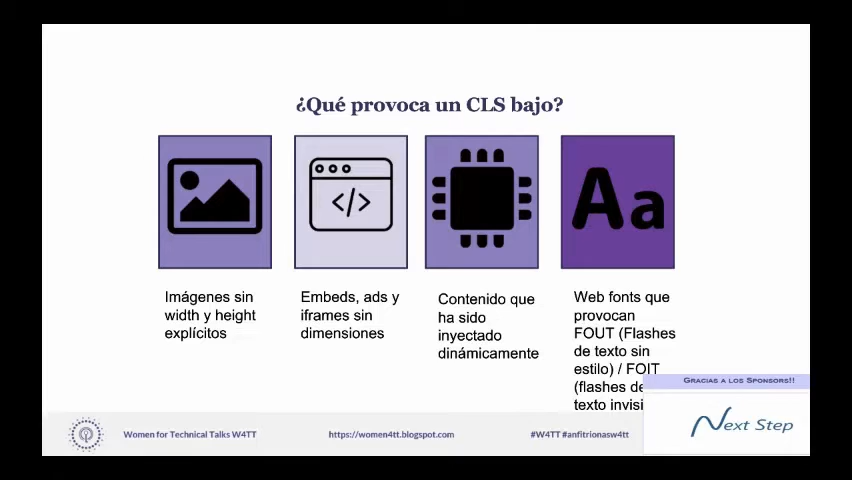 ¿Qué provoca un CLS bajo?
Aa
Imágenes sin
width y height
explícitos
Embeds, ads y
iframes sin
dimensiones
Contenido que
ha sido
inyectado
dinámicamente
Web fonts que
provocan
FOUT (Flashes
de texto sin
estilo) / FOIT
(flashes de
texto invisi
GRACIAS A LOS SPONSORS!!
Next Step
Women for Technical Talks W4TT
https://women4tt.blogspot.com
#W4TT #anfitrionasw4tt